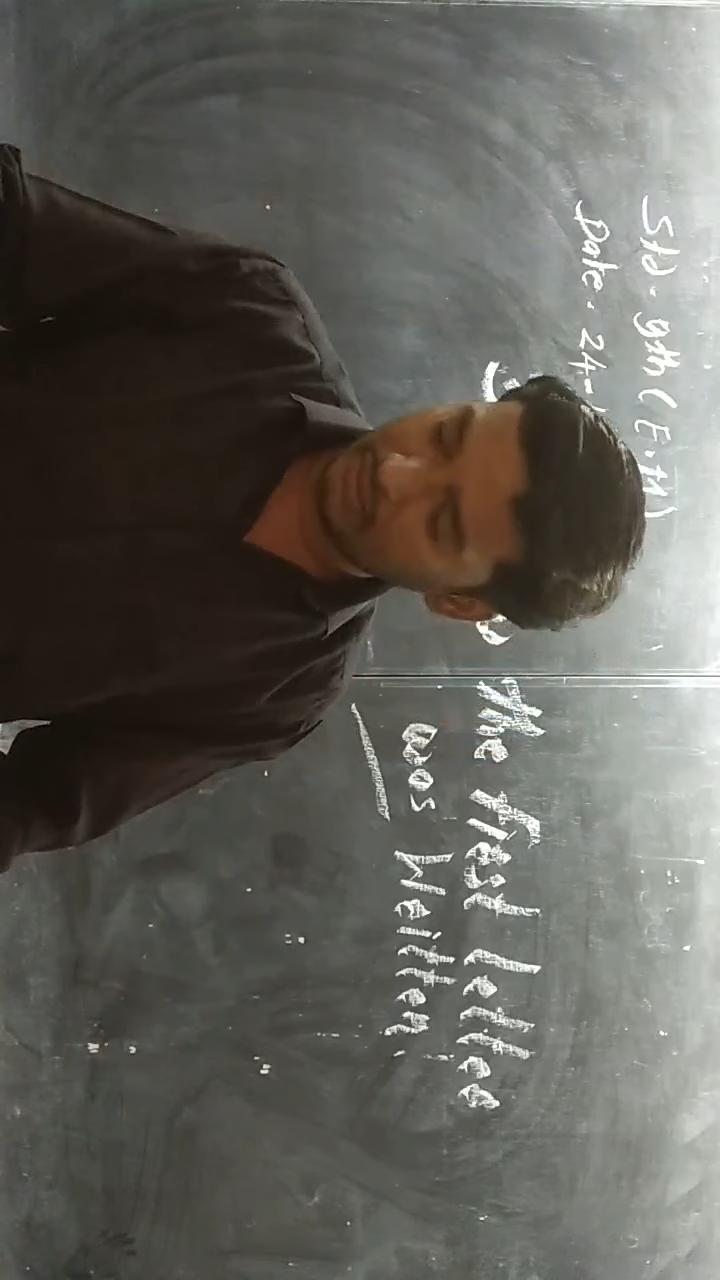 Std - 9th (E.M)
Date - 24-
the first letter
was Written